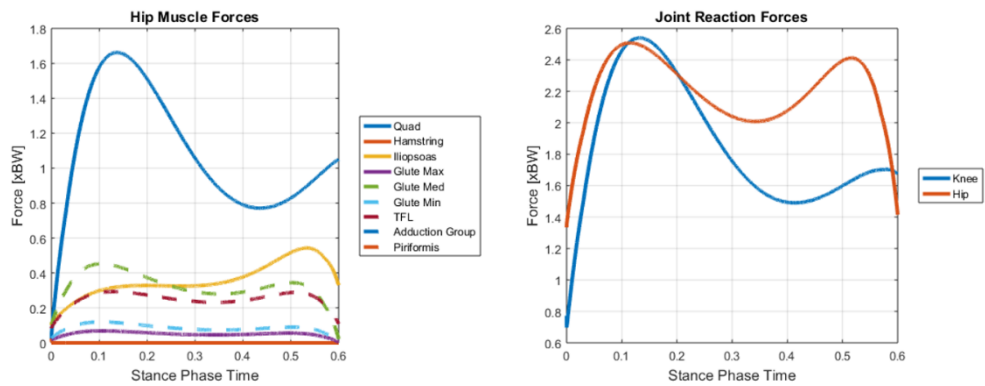 Hip Muscle Forces
1.8
1.6
1.4
1.2
1
0.8
0.6
0.4
0.2
0
Force [xBW]
0 0.1 0.2 0.3 0.4 0.5 0.6
Stance Phase Time
Quad
Hamstring
Iliopsoas
Glute Max
Glute Med
Glute Min
TFL
Adduction Group
Piriformis
Joint Reaction Forces
2.6
2.4
2.2
2
1.8
1.6
1.4
1.2
1
0.8
0.6
Force [xBW]
0 0.1 0.2 0.3 0.4 0.5 0.6
Stance Phase Time
Knee
Hip